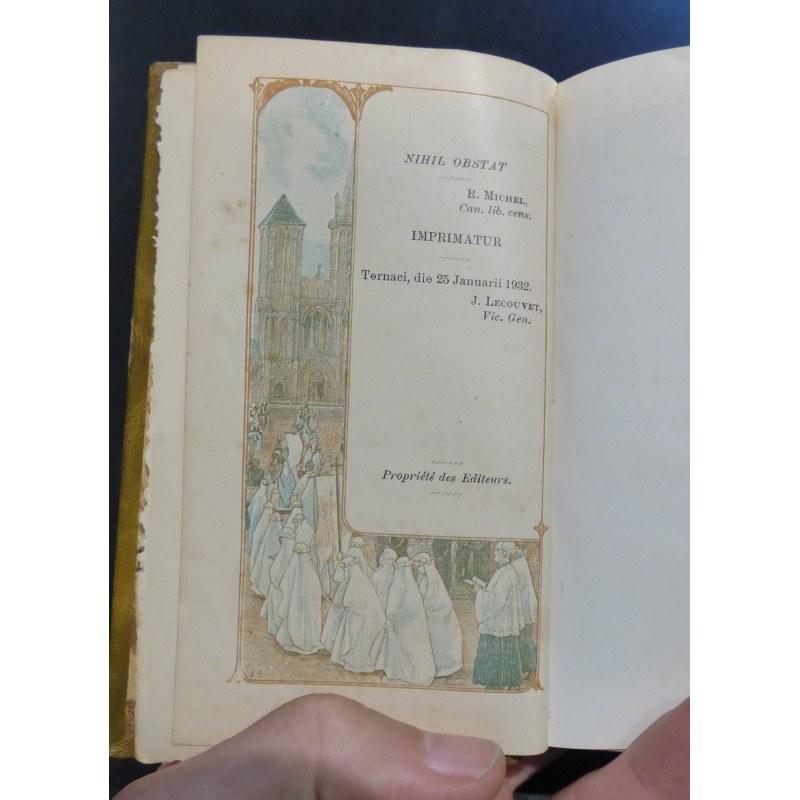 NIHIL OBSTAT
R. MICHEL,
Can. lib. cens.
IMPRIMATUR
Tornaci, die 25 Januarii 1932.
J. LECOUVET,
Vic. Gen.
Propriété des Editeurs.
E S